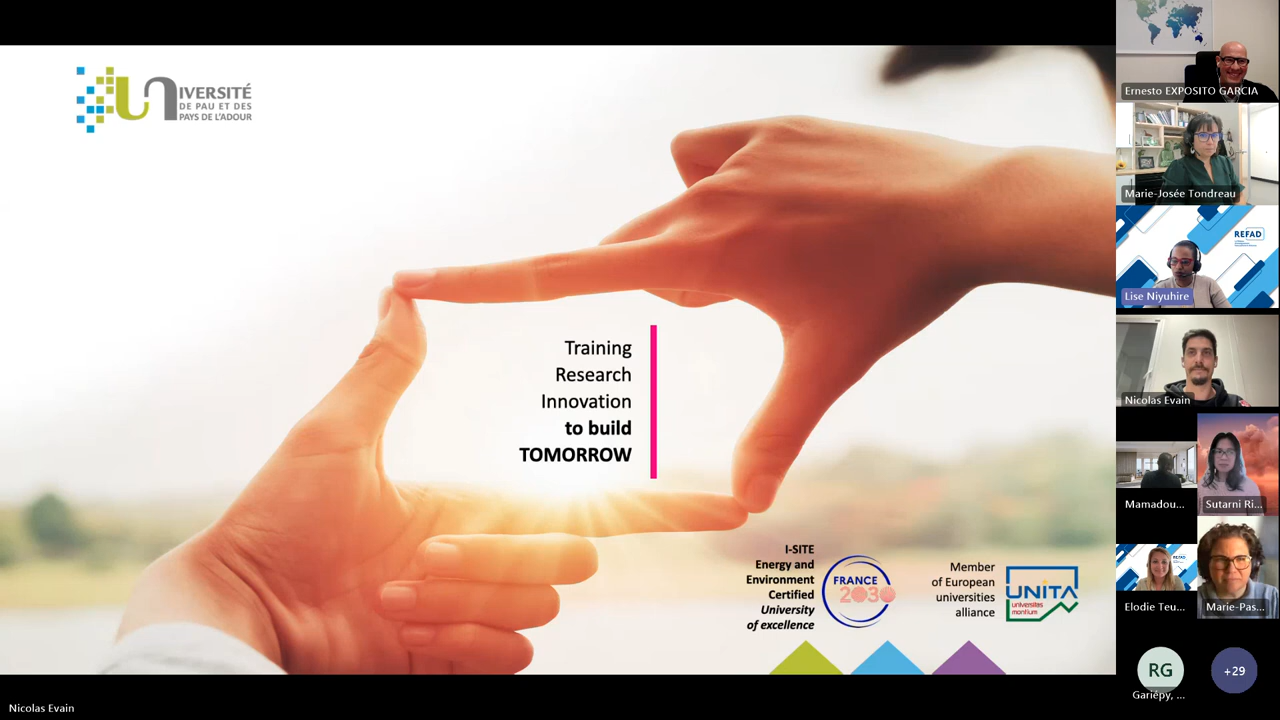 UNIVERSITÉ
DE PAU ET DES
PAYS DE L'ADOUR
Training
Research
Innovation
to build
TOMORROW
I-SITE
Energy and
Environment
Certified
University
of excellence
FRANCE
2030
Member
of European
universities
alliance
UNITA
universitas
montium
Nicolas Evain
Ernesto EXPOSITO GARCIA
Marie-Josée Tondreau
REFAD
Lise Niyuhire
Nicolas Evain
Mamadou...
Sutarni Ri...
REFAD
Elodie Teu...
Marie-Pas...
RG
Gariépy, ...
+29